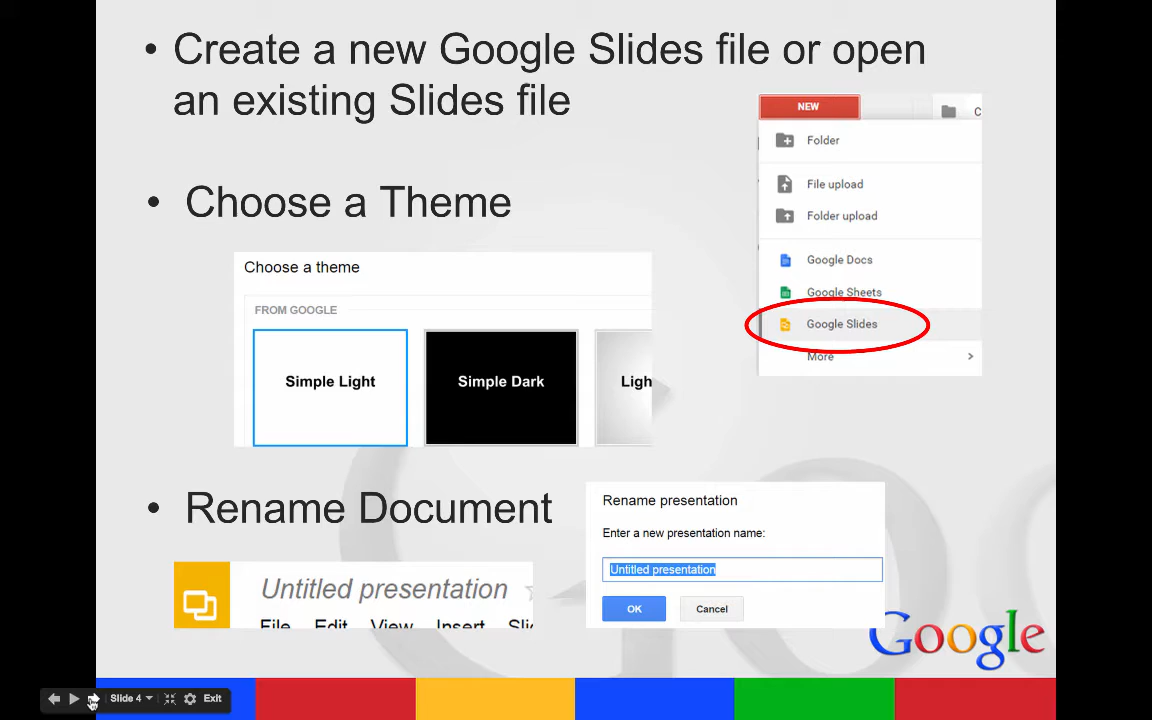 • Create a new Google Slides file or open
an existing Slides file
NEW
C
Folder
File upload
Folder upload
Google Docs
Google Sheets
Google Slides
More
• Choose a Theme
Choose a theme
FROM GOOGLE
Simple Light
Simple Dark
Ligh
• Rename Document
Untitled presentation
File Edit View Insert Slid
Rename presentation
Enter a new presentation name:
Untitled presentation
OK Cancel
Google
Slide 4 Exit